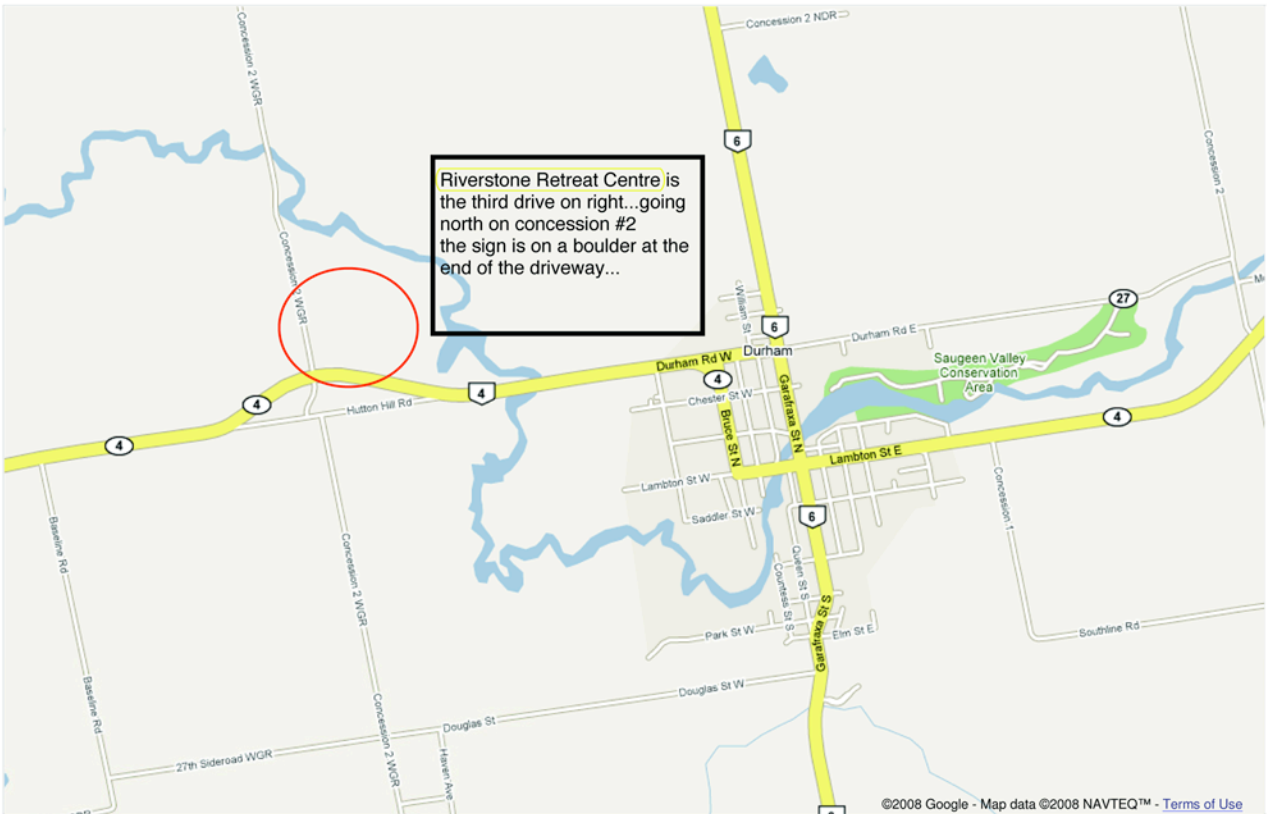 Concession 2 NDR
Concession 2 WGR
6
Concession 2
Riverstone Retreat Centre is
the third drive on right...going
north on concession #2
the sign is on a boulder at the
end of the driveway...
Concession 2 WGR
William St
27
6
Durham Rd E
Durham
Durham Rd W
Saugeen Valley
Conservation
Area
4
4
Chester St W
Garafraxa St N
4
Hutton Hill Rd
Bruce St N
4
4
Lambton St E
Lambton St W
Concession 1
Saddler St W
6
Baseline Rd
Concession 2 WGR
Queen St S
Countess St S
Garafraxa St S
Park St W
Elm St E
Southline Rd
Baseline Rd
Douglas St W
Concession 2 WGR
Douglas St
27th Sideroad WGR
Haven Ave
©2008 Google - Map data ©2008 NAVTEQ™ - Terms of Use